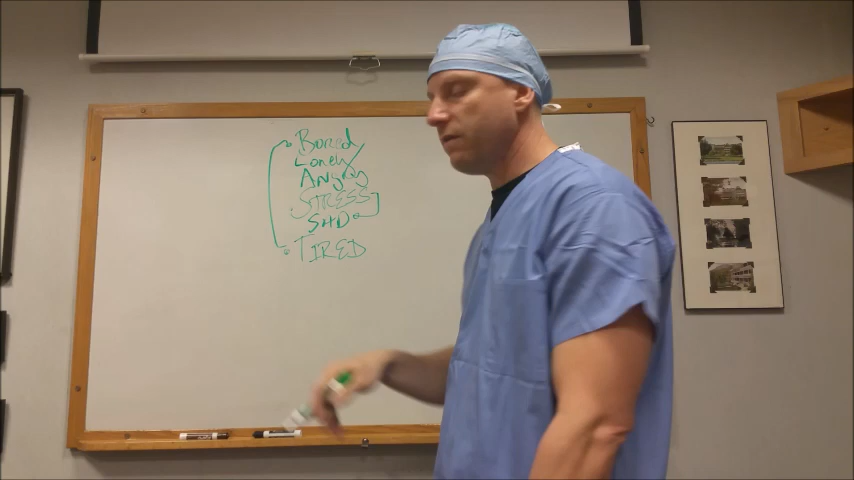 Bored
Lonely
Angry
STRESS
SAD
TIRED